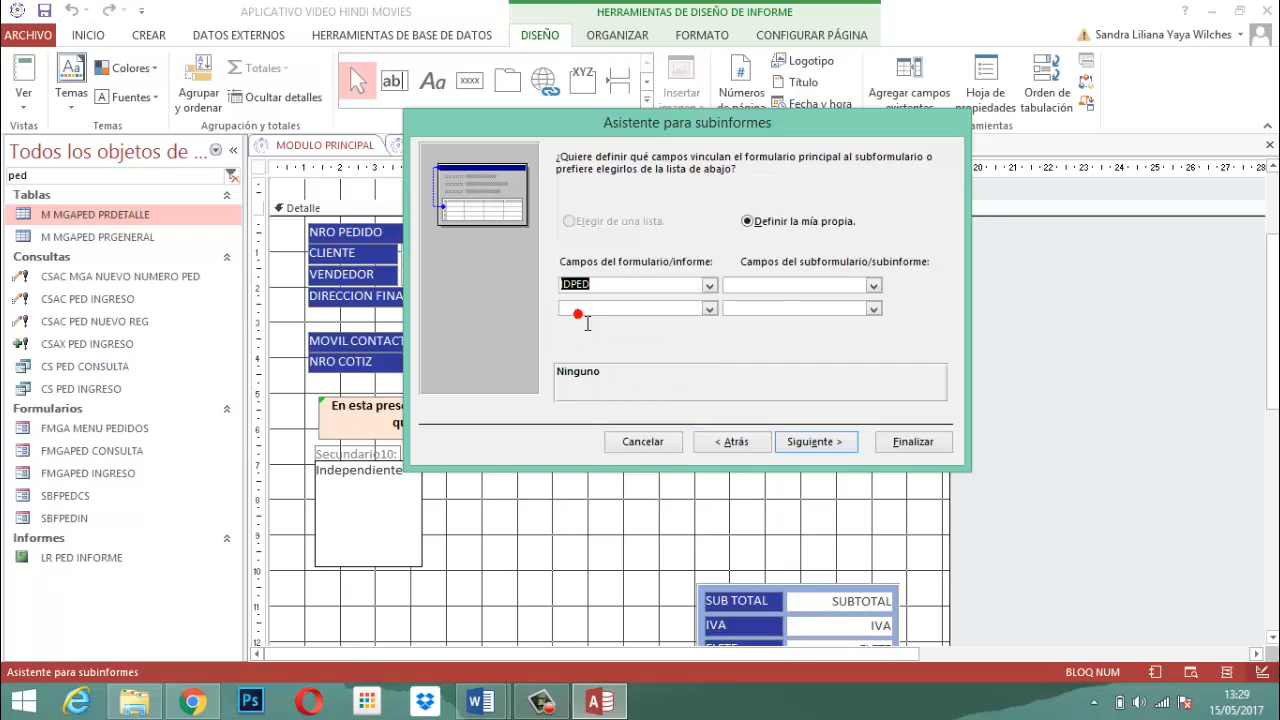 APLICATIVO VIDEO HINDI MOVIES
HERRAMIENTAS DE DISEÑO DE INFORME
ARCHIVO INICIO CREAR DATOS EXTERNOS HERRAMIENTAS DE BASE DE DATOS DISEÑO ORGANIZAR FORMATO CONFIGURAR PÁGINA
Sandra Liliana Yaya Wilches
Ver
Vistas
Temas
Colores
Fuentes
Temas
Agrupar y ordenar
Totales
Ocultar detalles
Agrupación y totales
ab|
Aa
xxxx
XYZ
Insertar
Números
Logotipo
Título
Fecha y hora
Agregar campos
Hoja de propiedades
Orden de tabulación
Todos los objetos de ...
ped
Tablas
M MGAPED PRDETALLE
M MGAPED PRGENERAL
Consultas
CSAC MGA NUEVO NUMERO PED
CSAC PED INGRESO
CSAC PED NUEVO REG
CSAX PED INGRESO
CS PED CONSULTA
CS PED INGRESO
Formularios
FMGA MENU PEDIDOS
FMGAPED CONSULTA
FMGAPED INGRESO
SBFPEDCS
SBFPEDIN
Informes
LR PED INFORME
MODULO PRINCIPAL
Detalle
NRO PEDIDO
CLIENTE
VENDEDOR
DIRECCION FINA
MOVIL CONTACT
NRO COTIZ
En esta pres
qu
Secundario10:
Independiente
SUB TOTAL SUBTOTAL
IVA IVA
Asistente para subinformes
¿Quiere definir qué campos vinculan el formulario principal al subformulario o
prefiere elegirlos de la lista de abajo?
Elegir de una lista.
Definir la mía propia.
Campos del formulario/informe:
Campos del subformulario/subinforme:
IDPED
Ninguno
Cancelar
< Atrás
Siguiente >
Finalizar
Asistente para subinformes
BLOQ NUM
13:29
15/05/2017